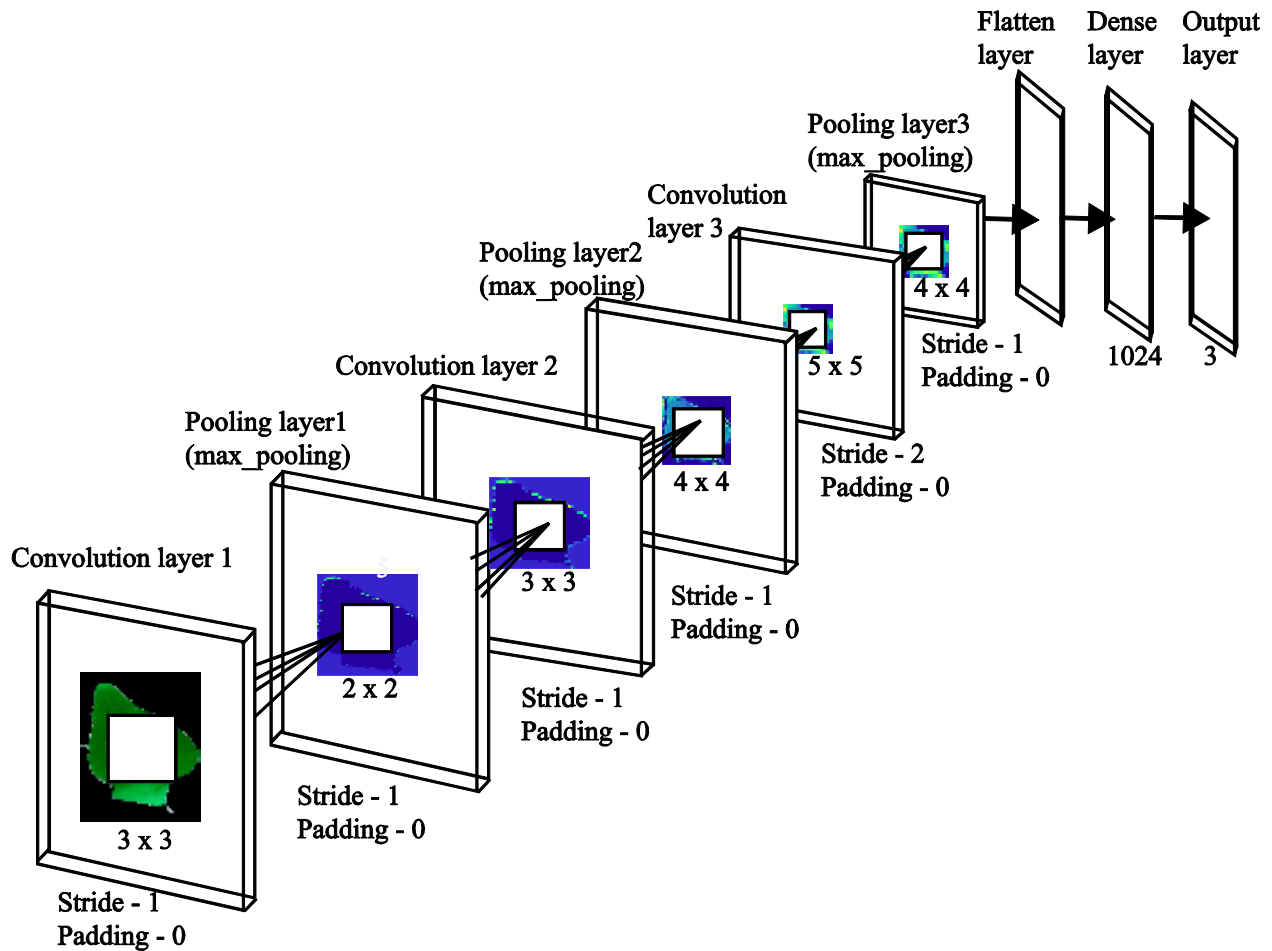 Convolution layer 1
3 x 3
Stride - 1
Padding - 0
Pooling layer1
(max_pooling)
5
2 x 2
Stride - 1
Padding - 0
Convolution layer 2
3 x 3
Stride - 1
Padding - 0
Pooling layer2
(max_pooling)
4 x 4
Stride - 1
Padding - 0
Convolution
layer 3
5 x 5
Stride - 2
Padding - 0
Pooling layer3
(max_pooling)
4 x 4
Stride - 1
Padding - 0
Flatten
layer
Dense
layer
1024
Output
layer
3